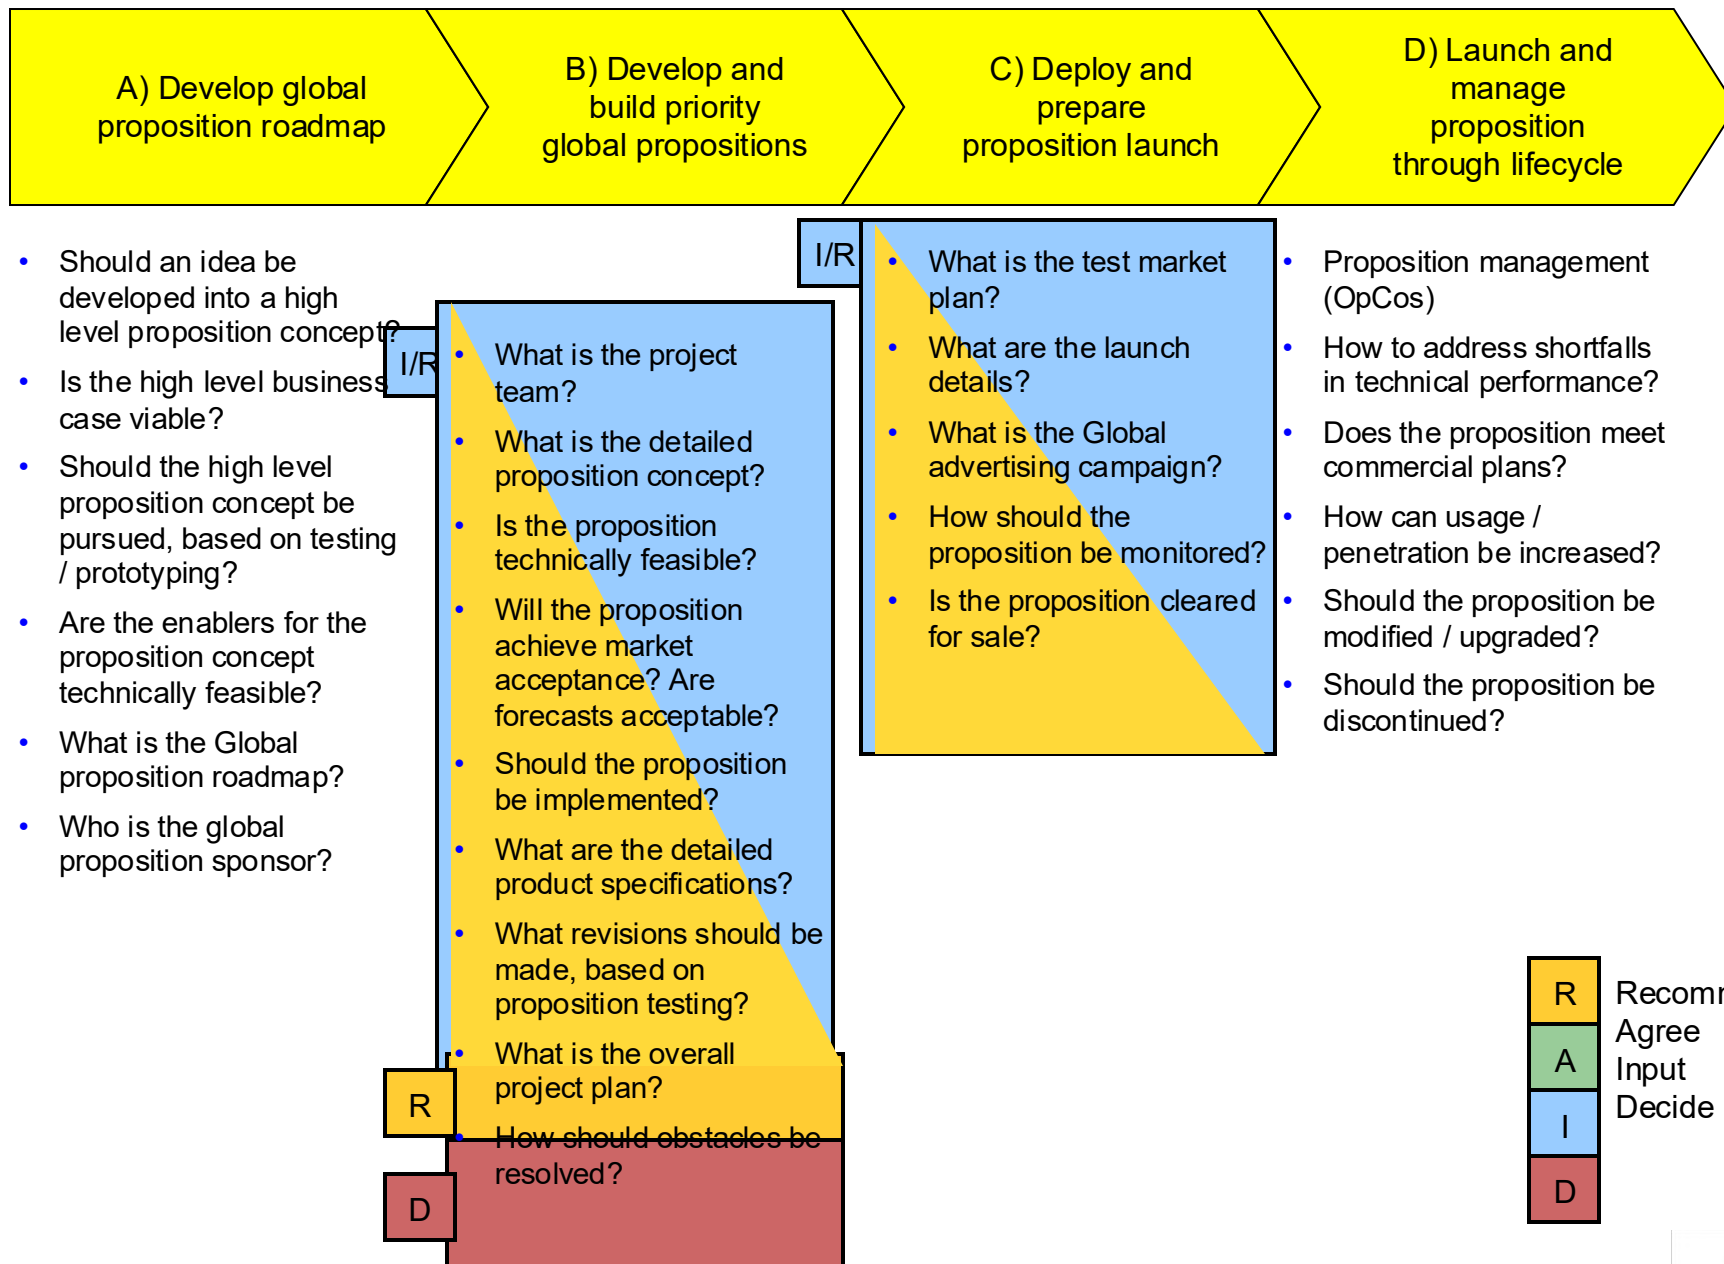 A) Develop global
proposition roadmap
B) Develop and
build priority
global propositions
C) Deploy and
prepare
proposition launch
D) Launch and
manage
proposition
through lifecycle
• Should an idea be
developed into a high
level proposition concept?
• Is the high level business
case viable?
• Should the high level
proposition concept be
pursued, based on testing
/ prototyping?
• Are the enablers for the
proposition concept
technically feasible?
• What is the Global
proposition roadmap?
• Who is the global
proposition sponsor?
I/R
• What is the project
team?
• What is the detailed
proposition concept?
• Is the proposition
technically feasible?
• Will the proposition
achieve market
acceptance? Are
forecasts acceptable?
• Should the proposition
be implemented?
• What are the detailed
product specifications?
• What revisions should be
made, based on
proposition testing?
• What is the overall
project plan?
R
• How should obstacles be
resolved?
D
I/R
• What is the test market
plan?
• What are the launch
details?
• What is the Global
advertising campaign?
• How should the
proposition be monitored?
• Is the proposition cleared
for sale?
• Proposition management
(OpCos)
• How to address shortfalls
in technical performance?
• Does the proposition meet
commercial plans?
• How can usage /
penetration be increased?
• Should the proposition be
modified / upgraded?
• Should the proposition be
discontinued?
R
A
I
D
Agree
Input
Decide